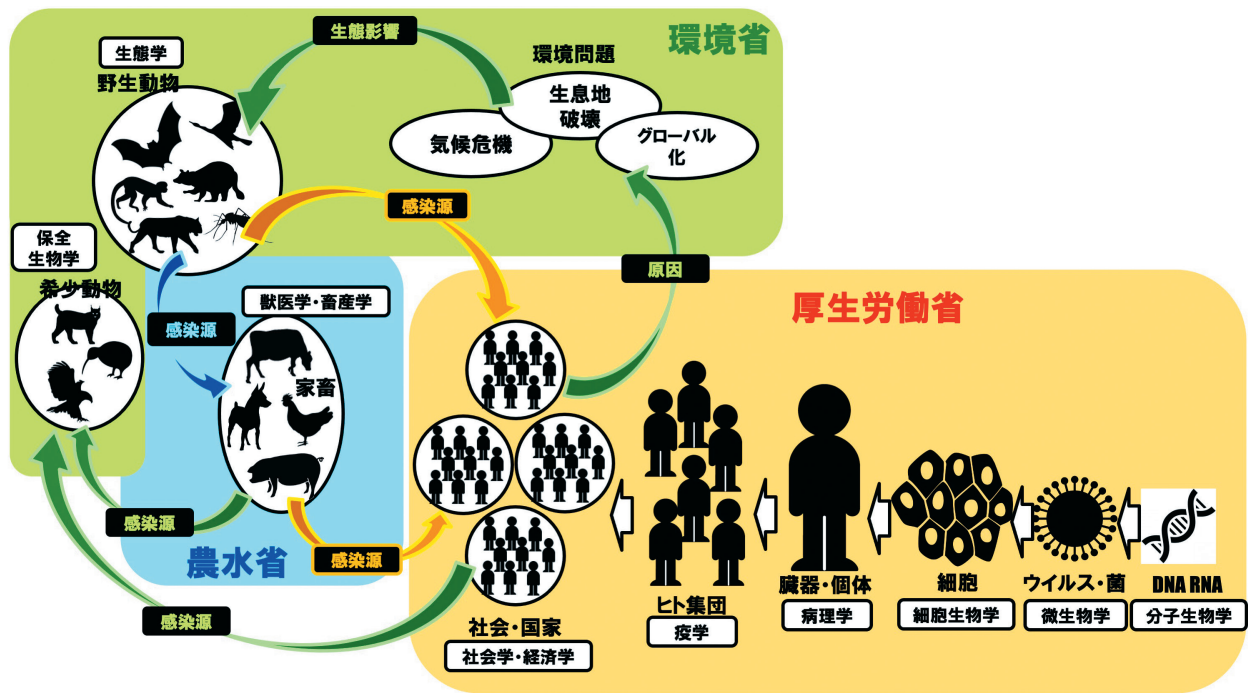 生態影響
環境省
生態学
野生動物
環境問題
生息地
破壊
気候危機
グローバル
化
感染源
保全
生物学
希少動物
原因
獣医学・畜産学
厚生労働省
感染源
家畜
感染源
農水省
感染源
感染源
社会・国家
社会学・経済学
ヒト集団
疫学
臓器・個体
病理学
細胞
細胞生物学
ウイルス・菌
微生物学
DNA RNA
分子生物学